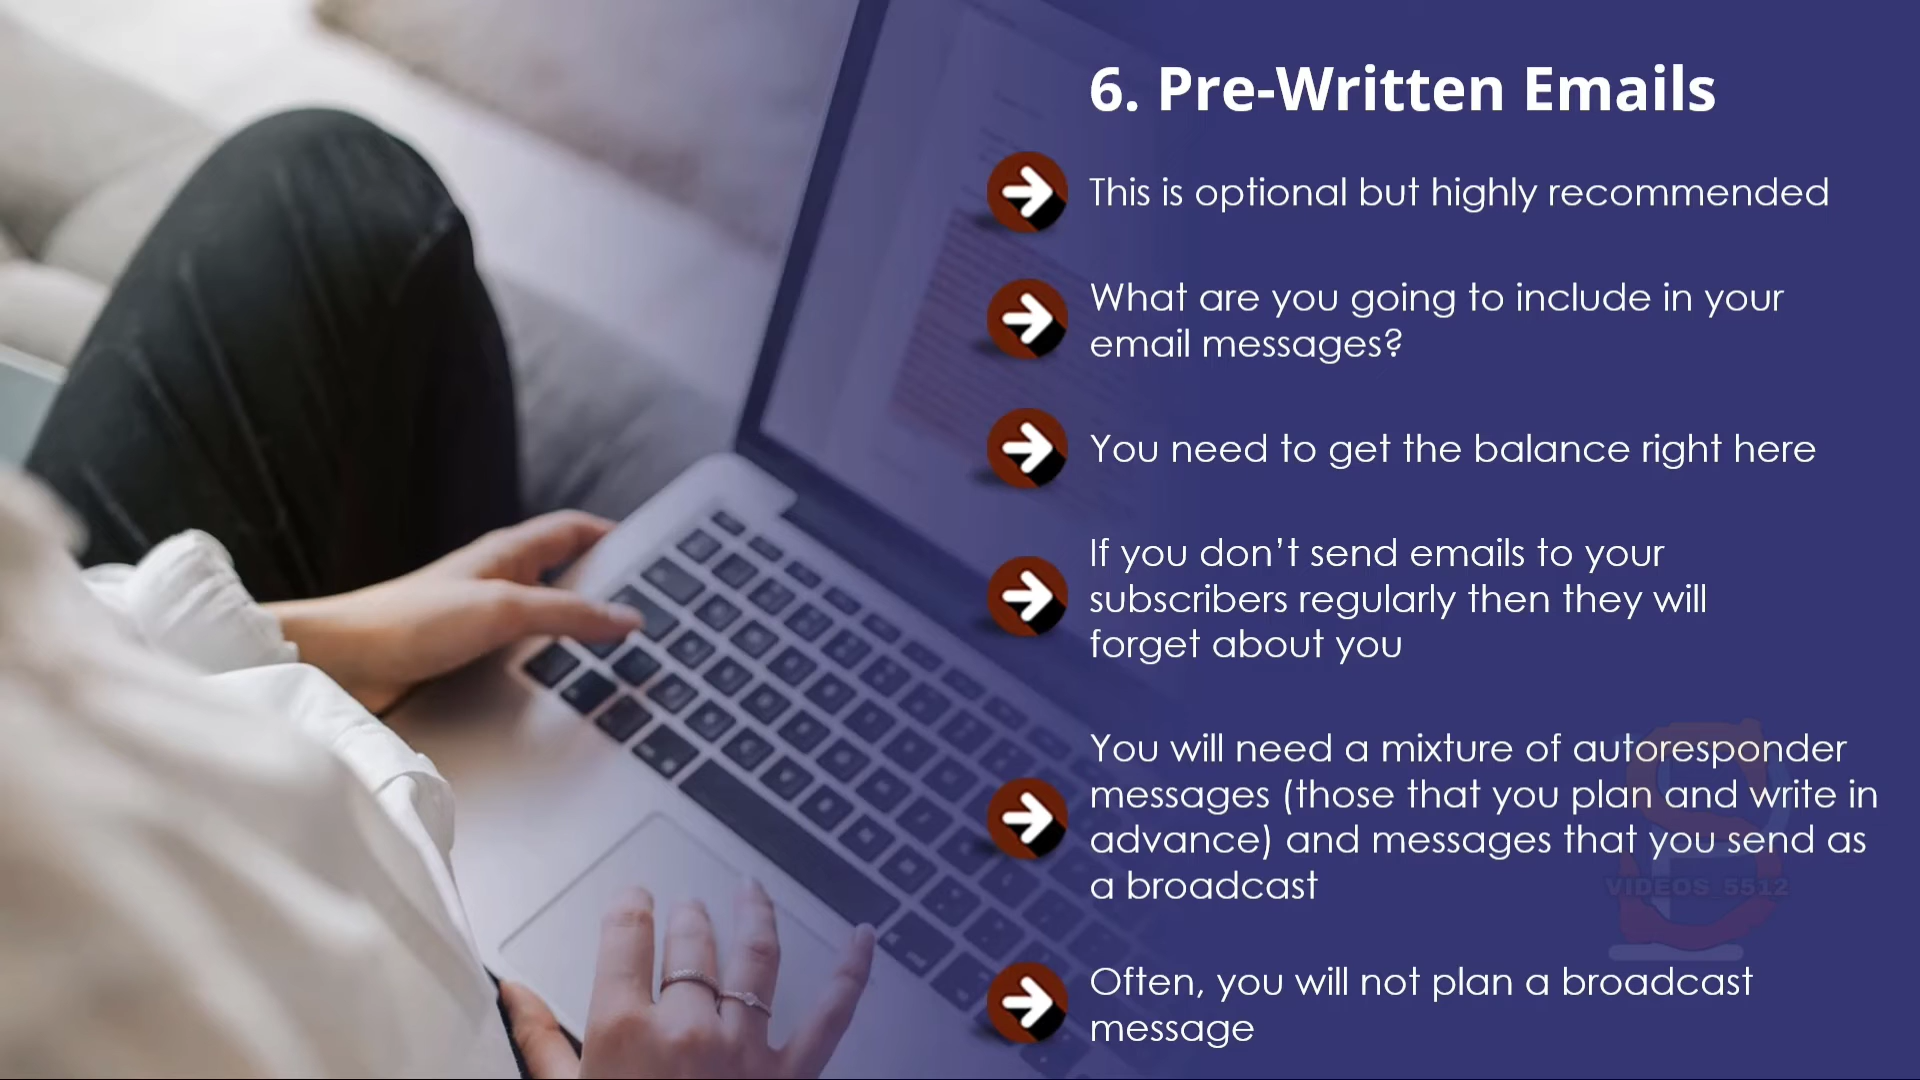 6. Pre-Written Emails
This is optional but highly recommended
What are you going to include in your
email messages?
You need to get the balance right here
If you don’t send emails to your
subscribers regularly then they will
forget about you
You will need a mixture of autoresponder
messages (those that you plan and write in
advance) and messages that you send as
a broadcast
VIDEOS 5512
Often, you will not plan a broadcast
message